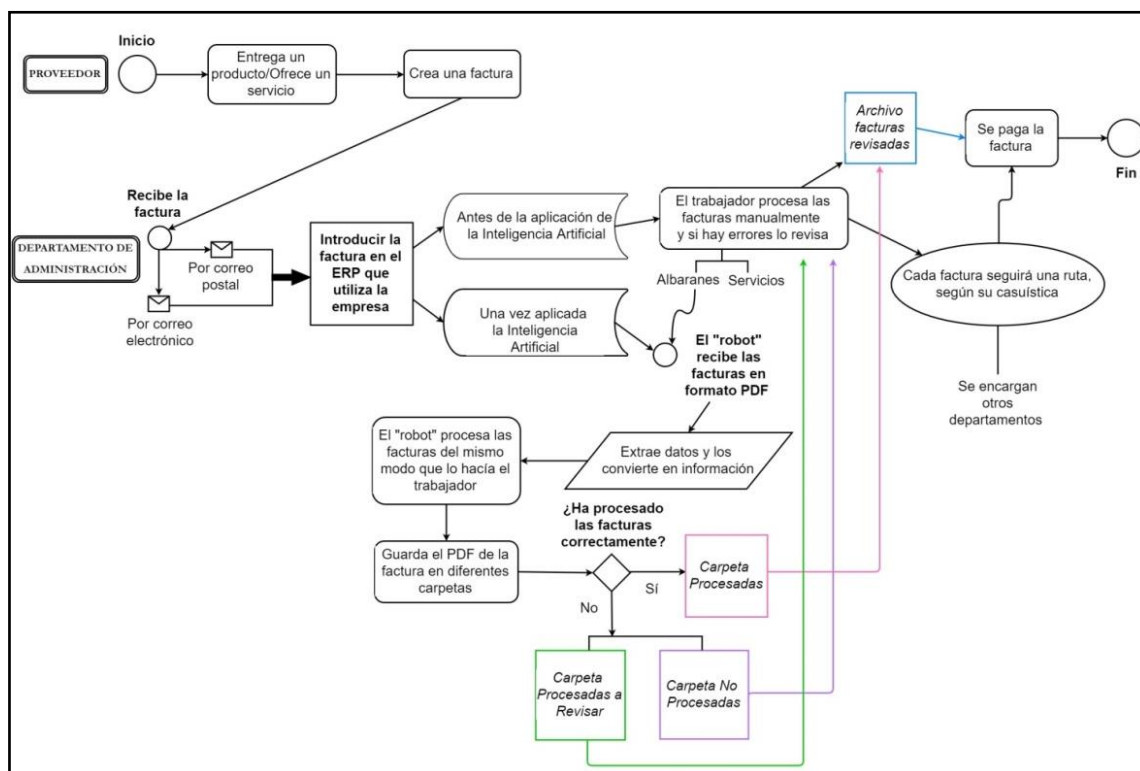 Inicio
PROVEEDOR
Entrega un
producto/Ofrece un
servicio
Crea una factura
Archivo
facturas
revisadas
Se paga la
factura
Fin
Recibe la
factura
DEPARTAMENTO DE
ADMINISTRACIÓN
Por correo
postal
Por correo
electrónico
Introducir la
factura en el
ERP que
utiliza la
empresa
Antes de la aplicación de
la Inteligencia Artificial
El trabajador procesa las
facturas manualmente
y si hay errores lo revisa
Albaranes
Servicios
Cada factura seguirá una ruta,
según su casuística
Se encargan
otros
departamentos
Una vez aplicada
la Inteligencia
Artificial
El "robot"
recibe las
facturas en
formato PDF
Extrae datos y los
convierte en información
El "robot" procesa las
facturas del mismo
modo que lo hacía el
trabajador
Guarda el PDF de la
factura en diferentes
carpetas
¿Ha procesado
las facturas
correctamente?
Sí
No
Carpeta
Procesadas
Carpeta
Procesadas a
Revisar
Carpeta No
Procesadas